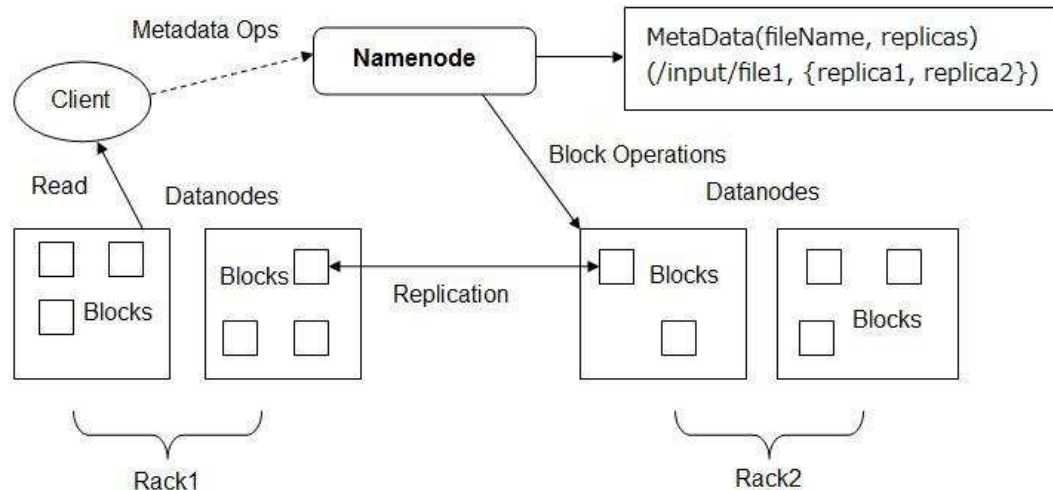 Metadata Ops
Namenode
MetaData(fileName, replicas)
(/input/file1, {replica1, replica2})
Client
Block Operations
Read
Datanodes
Datanodes
Blocks
Blocks
Replication
Blocks
Blocks
Rack1
Rack2